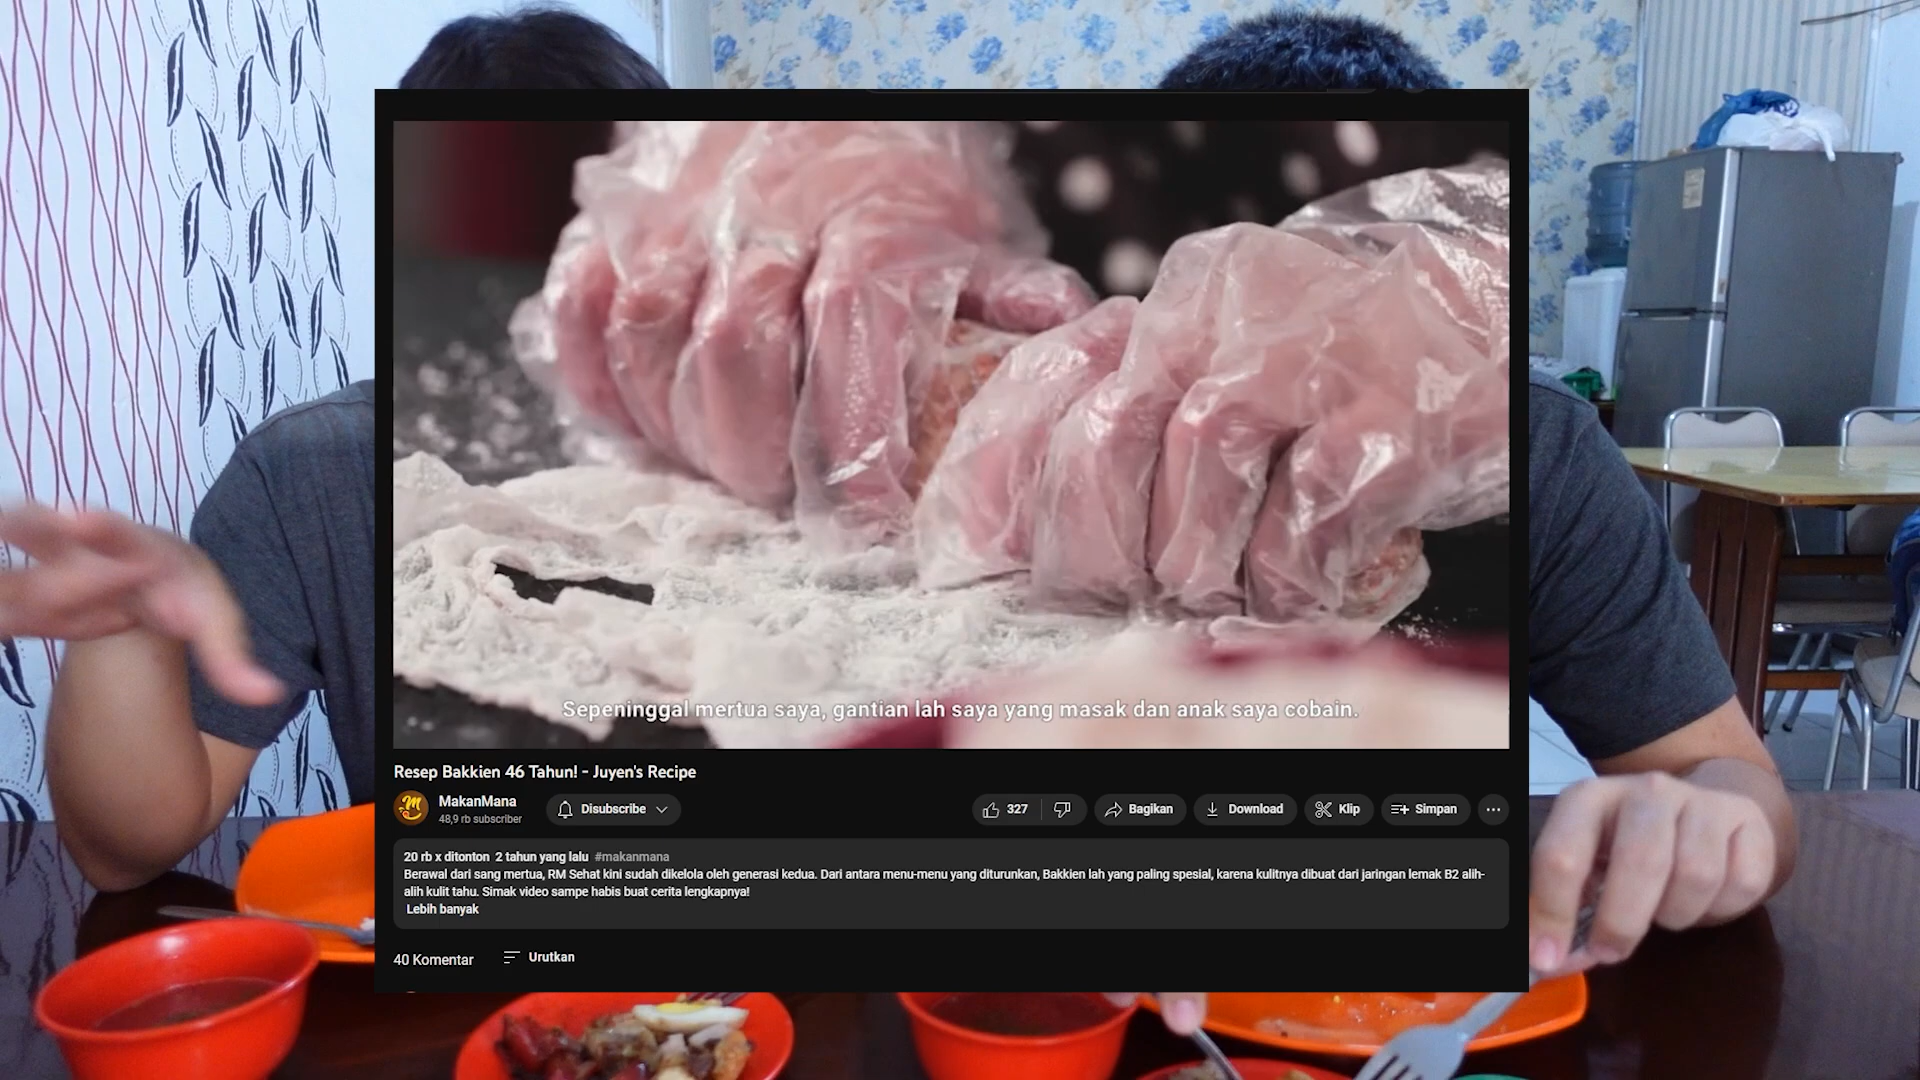 Sepeninggal mertua saya, gantian lah saya yang masak dan anak saya cobain.
Resep Bakkien 46 Tahun! - Juyen's Recipe
MakanMana
48,9 rb subscriber
Disubscribe
327
Bagikan
Download
Klip
Simpan
20 rb x ditonton 2 tahun yang lalu #makanmana
Berawal dari sang mertua, RM Sehat kini sudah dikelola oleh generasi kedua. Dari antara menu-menu yang diturunkan, Bakkien lah yang paling spesial, karena kulitnya dibuat dari jaringan lemak B2 alih-
alih kulit tahu. Simak video sampe habis buat cerita lengkapnya!
Lebih banyak
40 Komentar
Urutkan